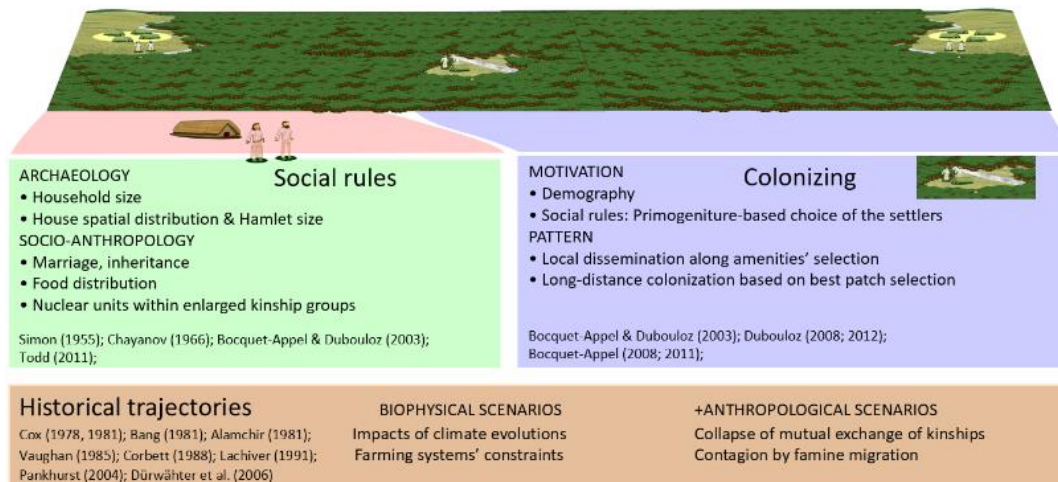 Social rules
ARCHAEOLOGY
• Household size
• House spatial distribution & Hamlet size
SOCIO-ANTHROPOLOGY
• Marriage, inheritance
• Food distribution
• Nuclear units within enlarged kinship groups
Simon (1955); Chayanov (1966); Bocquet-Appel & Dubouloz (2003);
Todd (2011);
Colonizing
MOTIVATION
• Demography
• Social rules: Primogeniture-based choice of the settlers
PATTERN
• Local dissemination along amenities' selection
• Long-distance colonization based on best patch selection
Bocquet-Appel & Dubouloz (2003); Dubouloz (2008; 2012);
Bocquet-Appel (2008; 2011);
Historical trajectories
Cox (1978, 1981); Bang (1981); Alamchir (1981);
Vaughan (1985); Corbett (1988); Lachiver (1991);
Pankhurst (2004); Dürwähter et al. (2006)
BIOPHYSICAL SCENARIOS
Impacts of climate evolutions
Farming systems' constraints
+ANTHROPOLOGICAL SCENARIOS
Collapse of mutual exchange of kinships
Contagion by famine migration